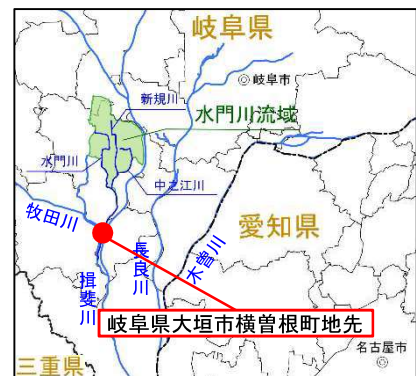 岐阜県
◎岐阜市
新規川
水門川流域
水門川
中之江川
牧田川
愛知県
長良川
木曽川
揖斐川
岐阜県大垣市横曽根町地先
名古屋市
◎
三重県